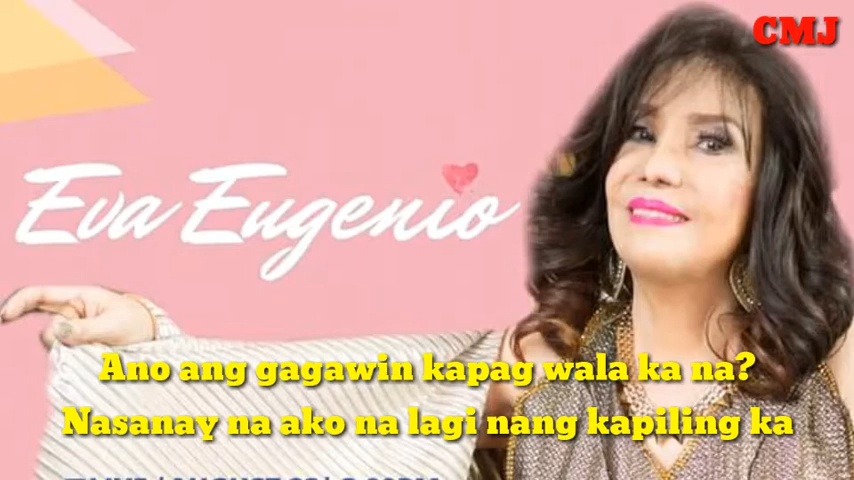 CMJ
Eva Eugenio
Ano ang gagawin kapag wala ka na?
Nasanay na ako na lagi nang kapiling ka